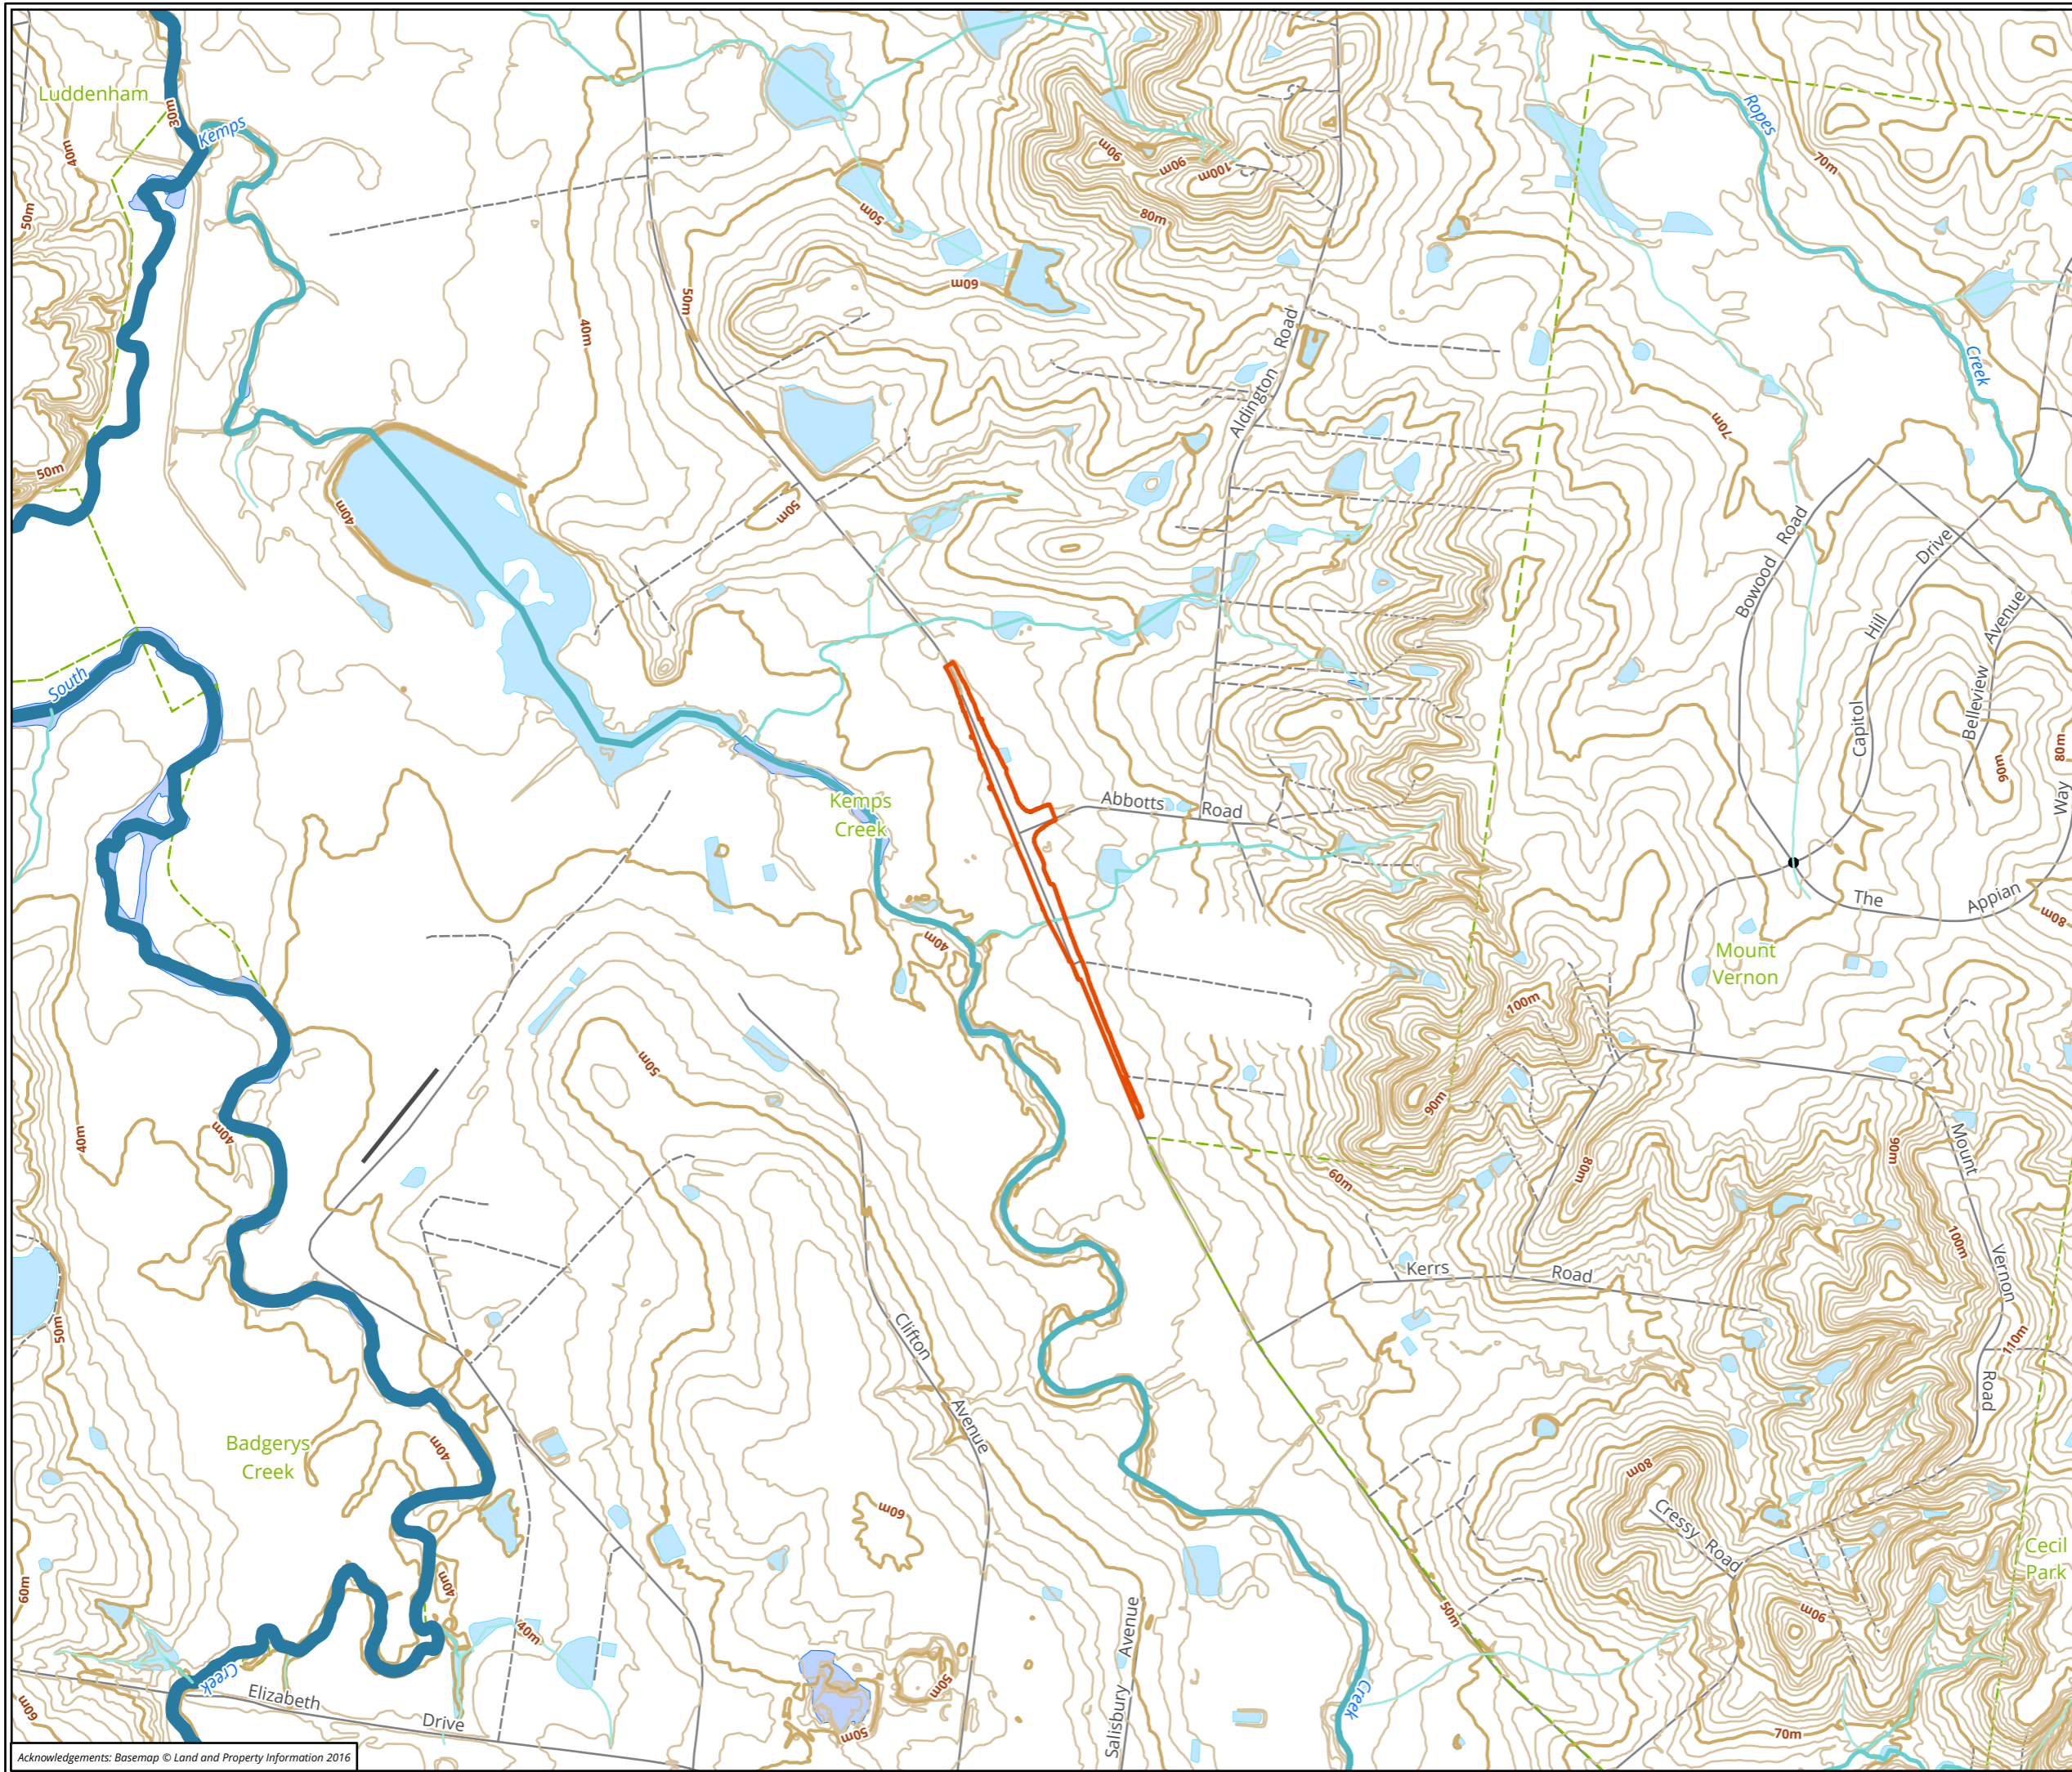 Luddenham
30m
Kemps
40m
50m
Ropes
70m
90m
90m
100m
80m
50m
60m
50m
40m
Road
Aldington
Creek
70m
50m
40m
50m
Road
Bowood
Drive
Hill
Capitol
Avenue
Belleview
90m
80m
Way
South
Kemps
Creek
Abbotts Road
The Appian
80m
Mount
Vernon
40m
100m
50m
90m
40m
40m
60m
80m
90m
Mount
Vernon
Road
100m
110m
50m
Kerrs Road
Clifton
Avenue
Badgerys
Creek
40m
60m
80m
Cressy Road
Cecil
Park
60m
40m
40m
50m
90m
Avenue
Salisbury
Creek
Elizabeth
Drive
60m
50m
50m
Creek
70m
Acknowledgements: Basemap © Land and Property Information 2016